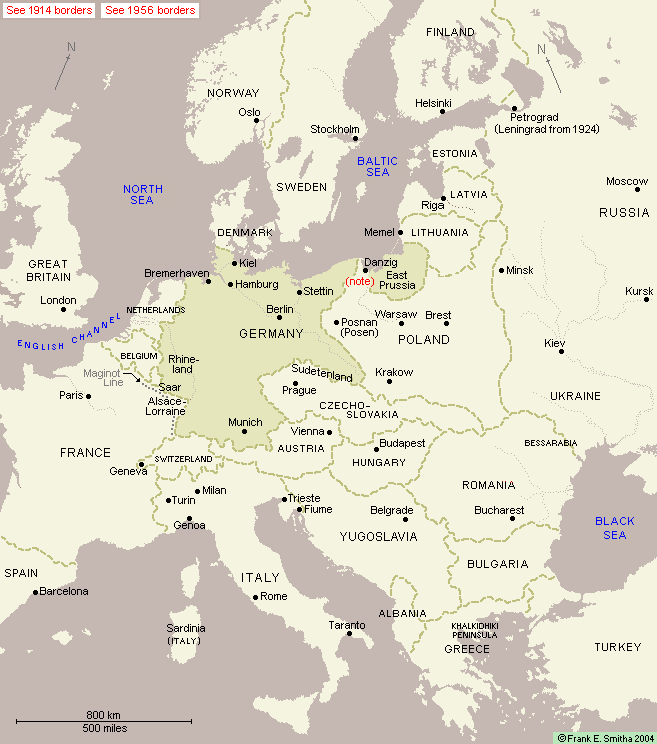 See 1914 borders
See 1956 borders
N
N
FINLAND
NORWAY
Oslo
Helsinki
Petrograd
(Leningrad from 1924)
Stockholm
ESTONIA
BALTIC
SEA
NORTH
SEA
SWEDEN
LATVIA
Riga
Moscow
RUSSIA
DENMARK
Memel
LITHUANIA
GREAT
BRITAIN
Kiel
Bremerhaven
Hamburg
Danzig
(note)
East
Prussia
Minsk
London
Stettin
Kursk
NETHERLANDS
Berlin
Warsaw
Brest
ENGLISH CHANNEL
GERMANY
Posnan
(Posen)
POLAND
Kiev
BELGIUM
Rhine-
land
Maginot
Line
Saar
Sudetenland
Prague
Krakow
Paris
Alsace-
Lorraine
UKRAINE
CZECHO-
SLOVAKIA
Munich
Vienna
AUSTRIA
Budapest
HUNGARY
BESSARABIA
FRANCE
SWITZERLAND
Geneva
ROMANIA
Milan
Turin
Genoa
Trieste
Fiume
Belgrade
Bucharest
YUGOSLAVIA
BLACK
SEA
BULGARIA
SPAIN
Barcelona
ITALY
Rome
ALBANIA
Sardinia
(ITALY)
Taranto
KHALKIDHIKI
PENINSULA
GREECE
TURKEY
800 km
500 miles
©Frank E. Smitha 2004